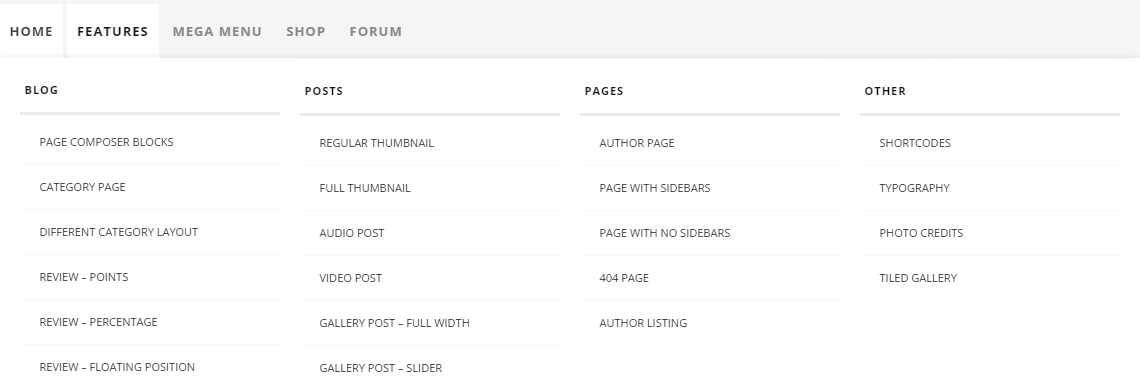 HOME FEATURES MEGA MENU SHOP FORUM
BLOG
PAGE COMPOSER BLOCKS
CATEGORY PAGE
DIFFERENT CATEGORY LAYOUT
REVIEW – POINTS
REVIEW – PERCENTAGE
REVIEW – FLOATING POSITION
POSTS
REGULAR THUMBNAIL
FULL THUMBNAIL
AUDIO POST
VIDEO POST
GALLERY POST – FULL WIDTH
GALLERY POST – SLIDER
PAGES
AUTHOR PAGE
PAGE WITH SIDEBARS
PAGE WITH NO SIDEBARS
404 PAGE
AUTHOR LISTING
OTHER
SHORTCODES
TYPOGRAPHY
PHOTO CREDITS
TILED GALLERY